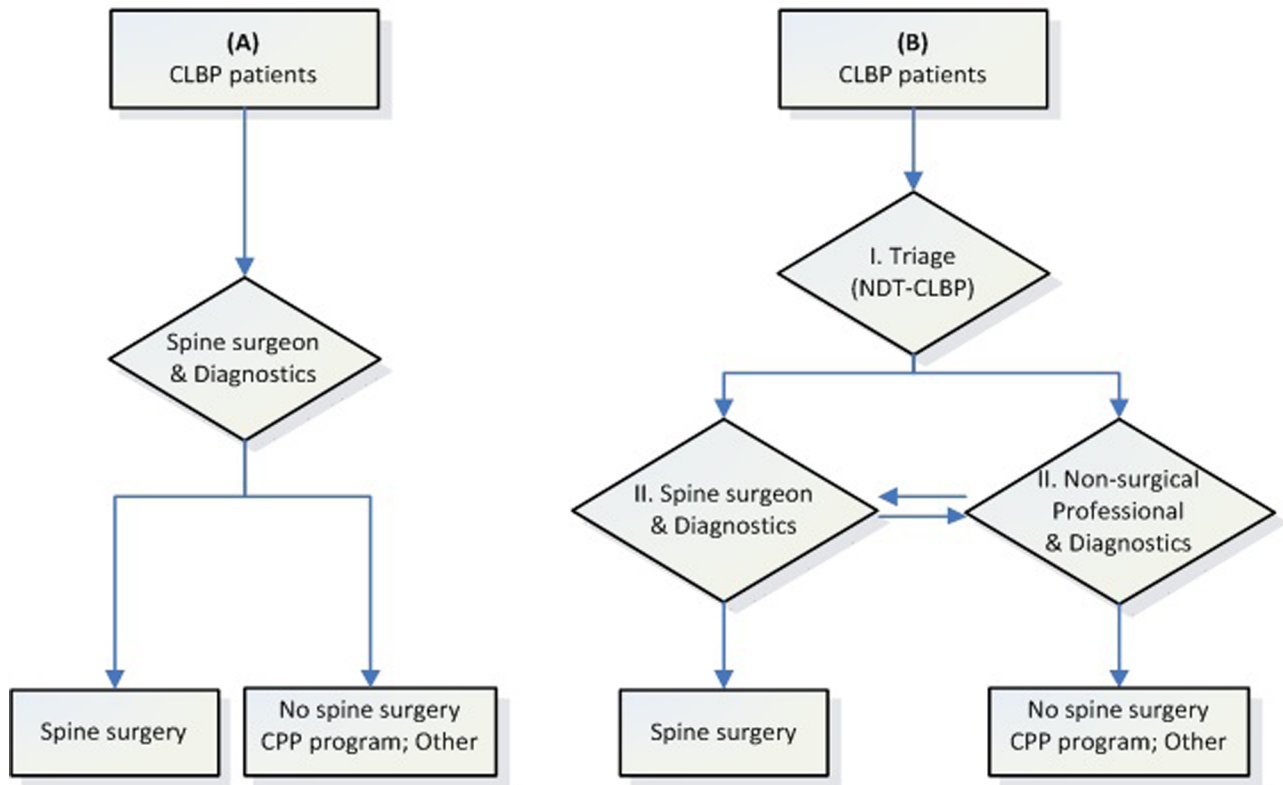 (A)
CLBP patients
Spine surgeon
& Diagnostics
Spine surgery
No spine surgery
CPP program; Other
(B)
CLBP patients
I. Triage
(NDT-CLBP)
II. Spine surgeon
& Diagnostics
II. Non-surgical
Professional
& Diagnostics
Spine surgery
No spine surgery
CPP program; Other